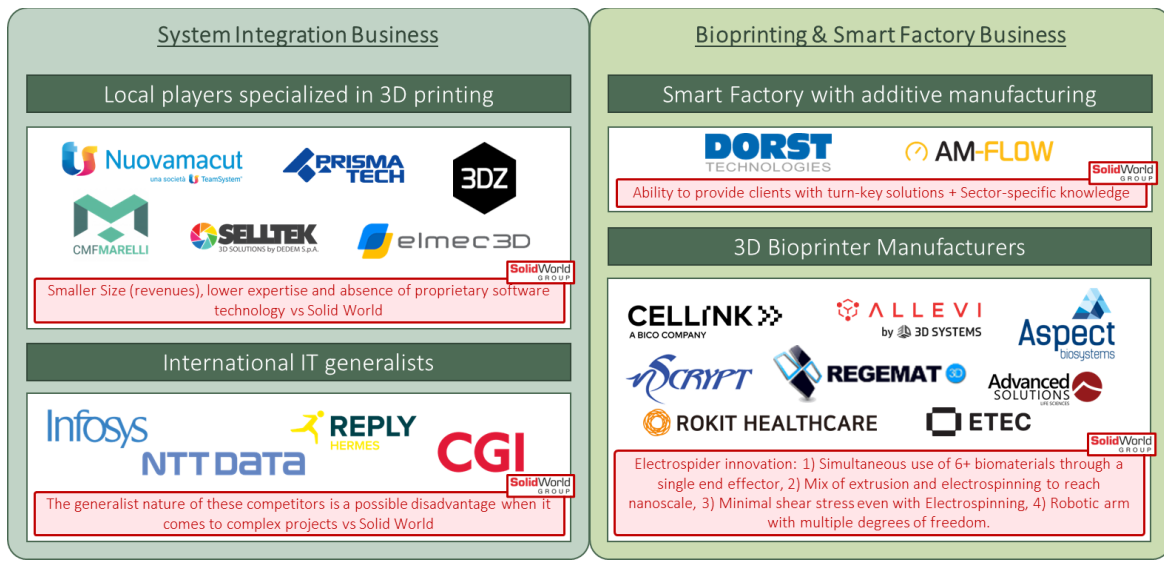 System Integration Business
Local players specialized in 3D printing
Nuovamacut
una società TeamSystem®
PRISMA
TECH
3DZ
CMFMARELLI
SELLTEK
3D SOLUTIONS by DEDEM S.p.A.
elmec3D
SolidWorld
GROUP
Smaller Size (revenues), lower expertise and absence of proprietary software
technology vs Solid World
International IT generalists
Infosys
NTT DATA
REPLY
HERMES
CGI
SolidWorld
GROUP
The generalist nature of these competitors is a possible disadvantage when it
comes to complex projects vs Solid World
Bioprinting & Smart Factory Business
Smart Factory with additive manufacturing
DORST
TECHNOLOGIES
AM-FLOW
SolidWorld
GROUP
Ability to provide clients with turn-key solutions + Sector-specific knowledge
3D Bioprinter Manufacturers
CELLINK
A BICO COMPANY
ALLEVI
by 3D SYSTEMS
Aspect
biosystems
nSCRYPT
REGEMAT 3D
Advanced
SOLUTIONS
LIFE SCIENCES
ROKIT HEALTHCARE
ETEC
SolidWorld
GROUP
Electrospider innovation: 1) Simultaneous use of 6+ biomaterials through a
single end effector, 2) Mix of extrusion and electrospinning to reach
nanoscale, 3) Minimal shear stress even with Electrospinning, 4) Robotic arm
with multiple degrees of freedom.